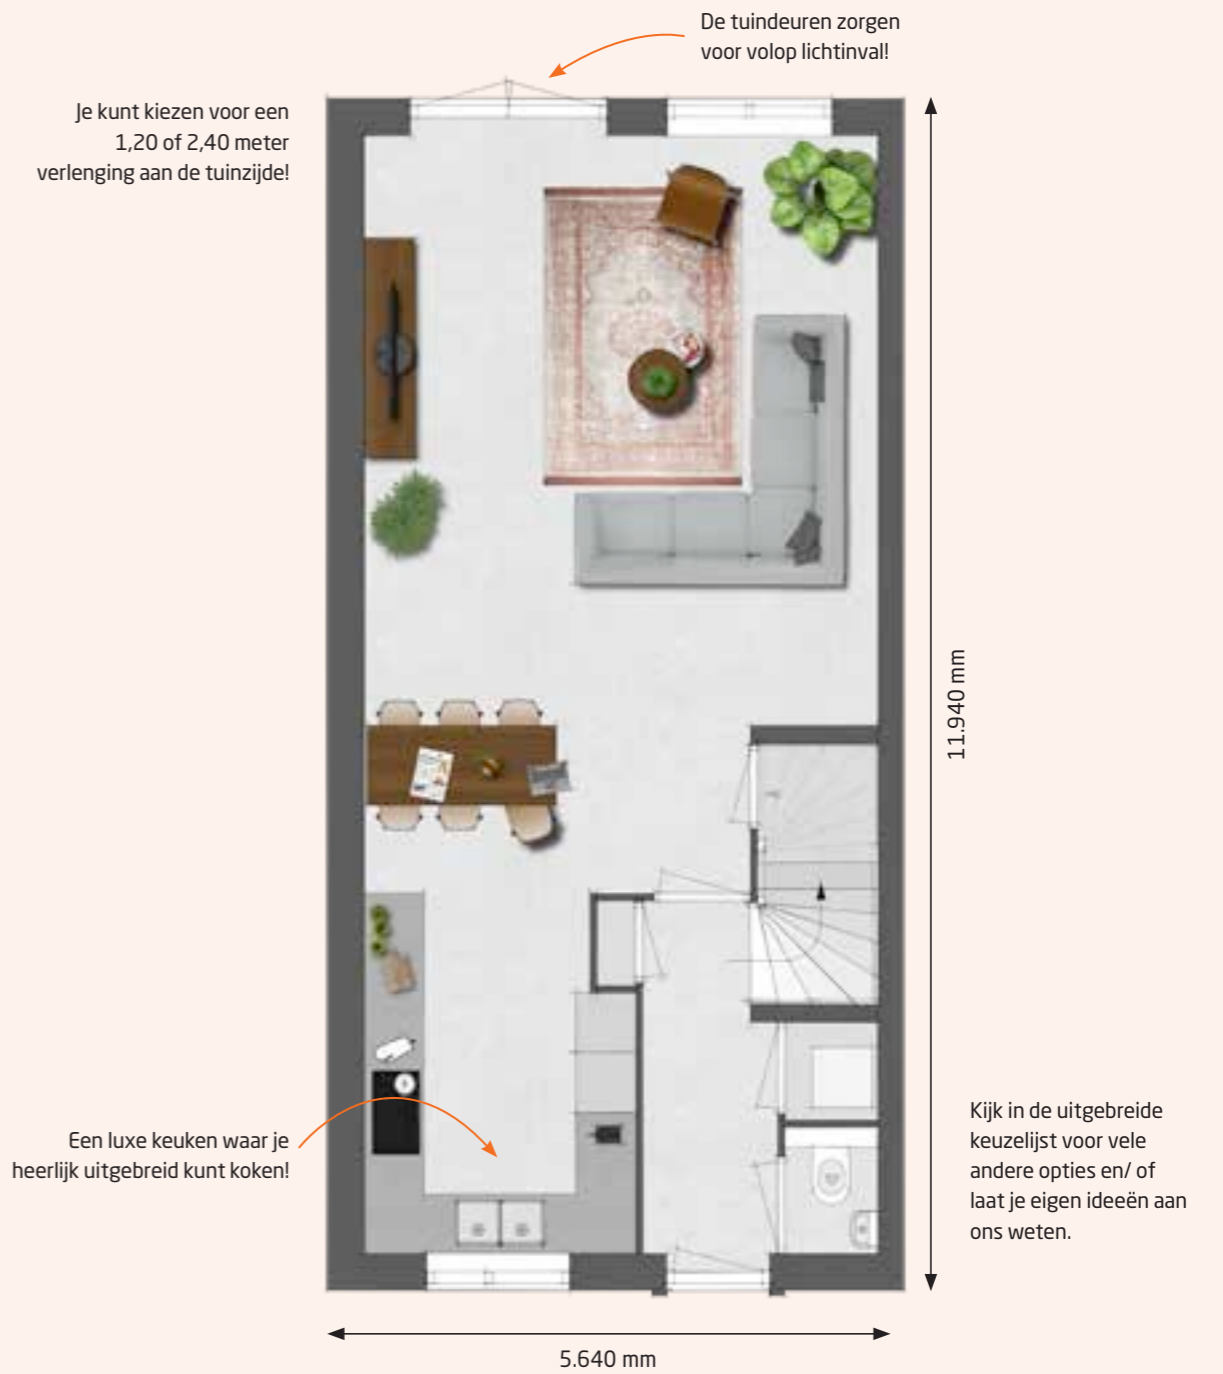 De tuindeuren zorgen
voor volop lichtinval!
Je kunt kiezen voor een
1,20 of 2,40 meter
verlenging aan de tuinzijde!
11.940 mm
Een luxe keuken waar je
heerlijk uitgebreid kunt koken!
Kijk in de uitgebreide
keuzelijst voor vele
andere opties en/ of
laat je eigen ideeën aan
ons weten.
5.640 mm